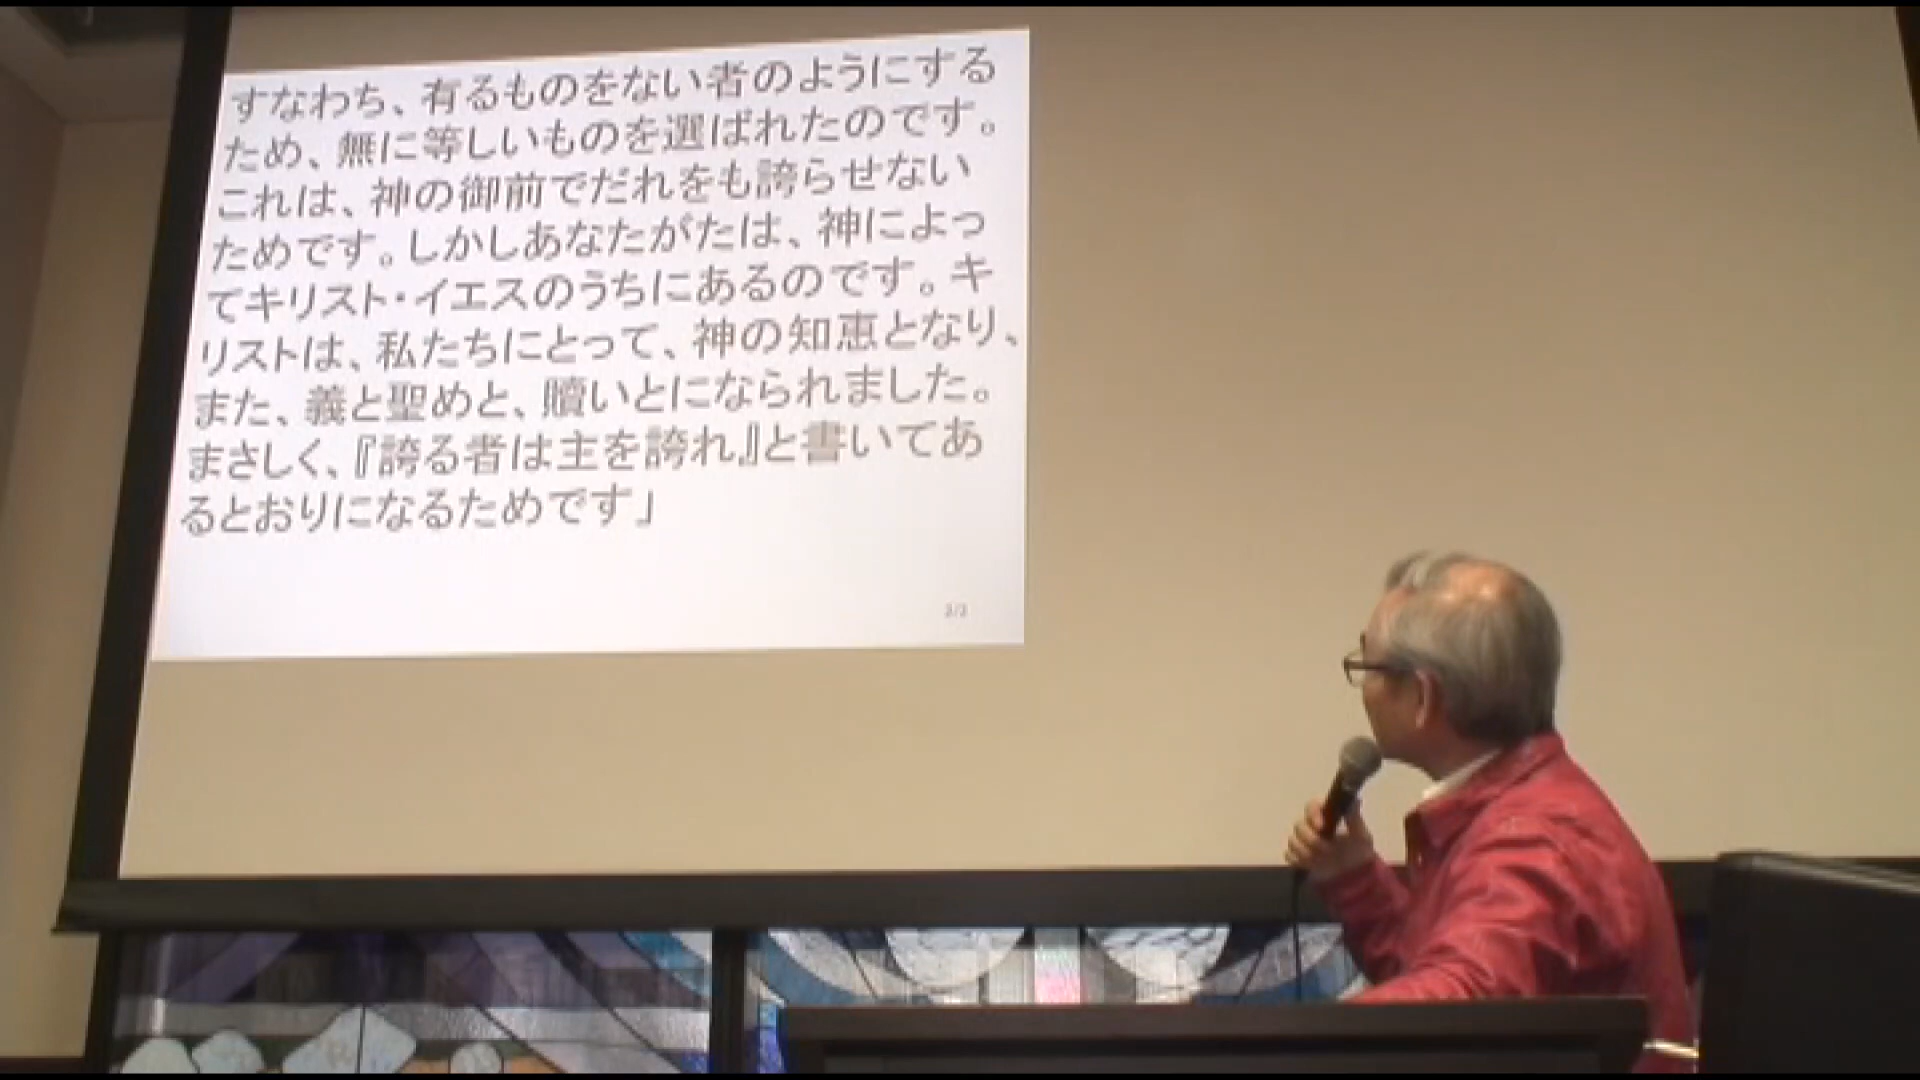 すなわち、有るものをない者のようにする
ため、無に等しいものを選ばれたのです。
これは、神の御前でだれをも誇らせない
ためです。しかしあなたがたは、神によっ
てキリスト・イエスのうちにあるのです。キ
リストは、私たちにとって、神の知恵となり、
また、義と聖めと、贖いとになられました。
まさしく、『誇る者は主を誇れ』と書いてあ
るとおりになるためです」